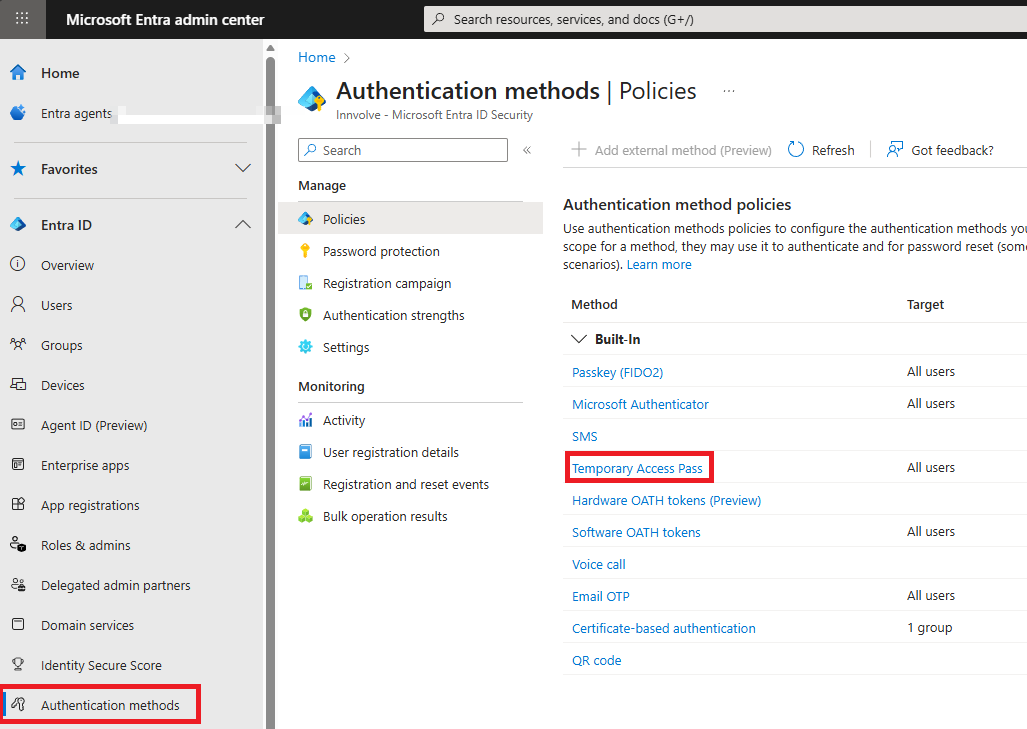 Microsoft Entra admin center
Search resources, services, and docs (G+/)
Home
Entra agents
Favorites
Entra ID
Overview
Users
Groups
Devices
Agent ID (Preview)
Enterprise apps
App registrations
Roles & admins
Delegated admin partners
Domain services
Identity Secure Score
Authentication methods
Home >
Authentication methods | Policies ...
Innvolve - Microsoft Entra ID Security
Search «
Manage
Policies
Password protection
Registration campaign
Authentication strengths
Settings
Monitoring
Activity
User registration details
Registration and reset events
Bulk operation results
Add external method (Preview) Refresh Got feedback?
Authentication method policies
Use authentication methods policies to configure the authentication methods you
scope for a method, they may use it to authenticate and for password reset (som
scenarios). Learn more
Method Target
Built-In
Passkey (FIDO2) All users
Microsoft Authenticator All users
SMS
Temporary Access Pass All users
Hardware OATH tokens (Preview)
Software OATH tokens All users
Voice call
Email OTP All users
Certificate-based authentication 1 group
QR code